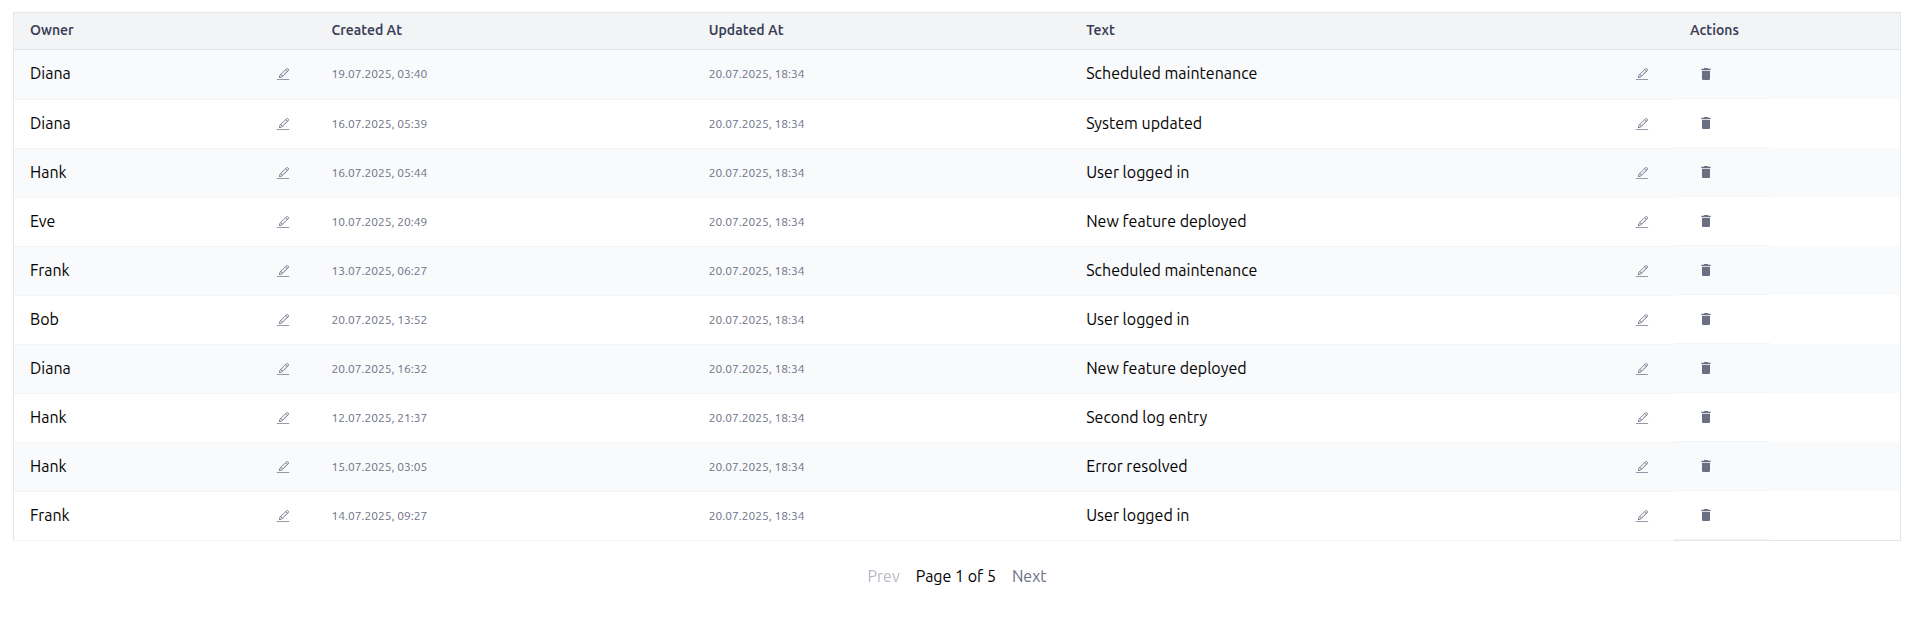 Owner Created At Updated At Text Actions
Diana 19.07.2025, 03:40 20.07.2025, 18:34 Scheduled maintenance
Diana 16.07.2025, 05:39 20.07.2025, 18:34 System updated
Hank 16.07.2025, 05:44 20.07.2025, 18:34 User logged in
Eve 10.07.2025, 20:49 20.07.2025, 18:34 New feature deployed
Frank 13.07.2025, 06:27 20.07.2025, 18:34 Scheduled maintenance
Bob 20.07.2025, 13:52 20.07.2025, 18:34 User logged in
Diana 20.07.2025, 16:32 20.07.2025, 18:34 New feature deployed
Hank 12.07.2025, 21:37 20.07.2025, 18:34 Second log entry
Hank 15.07.2025, 03:05 20.07.2025, 18:34 Error resolved
Frank 14.07.2025, 09:27 20.07.2025, 18:34 User logged in
Prev Page 1 of 5 Next